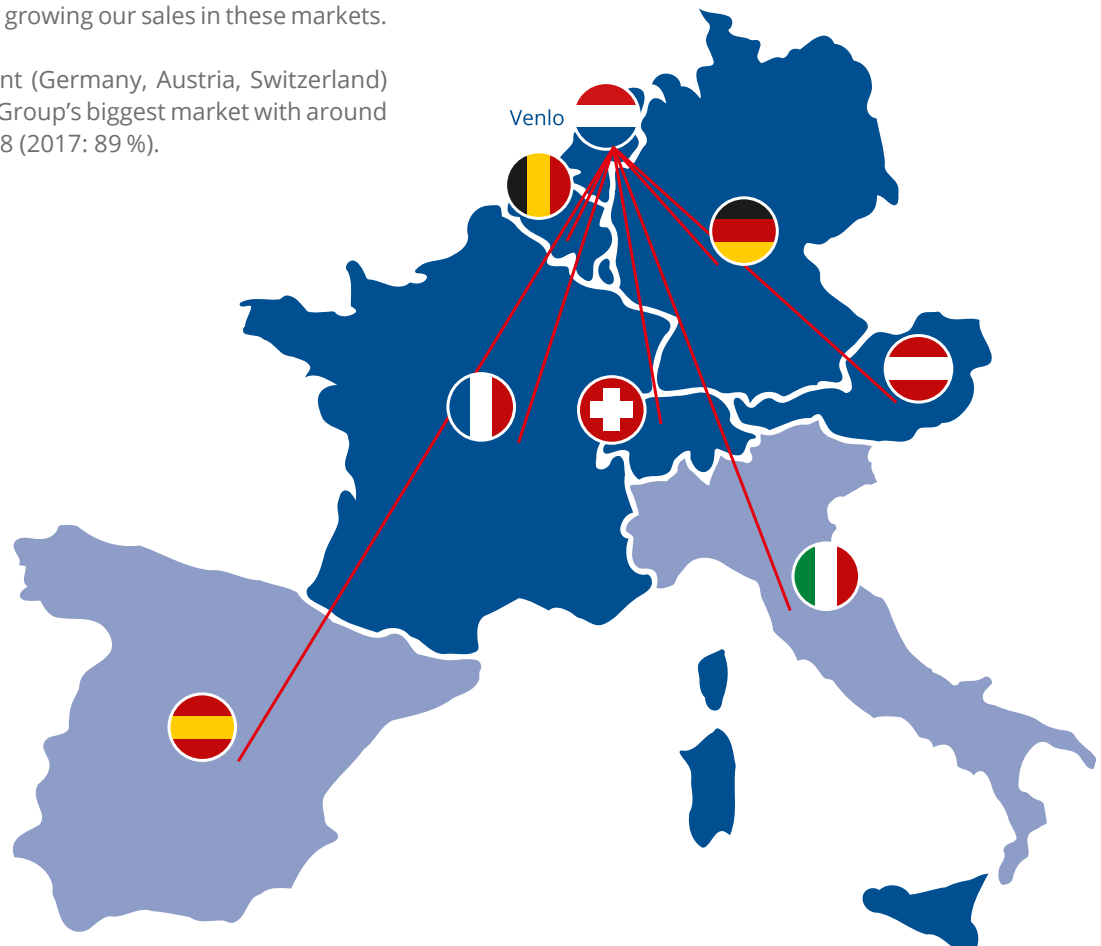 growing our sales in these markets.
nt (Germany, Austria, Switzerland)
Group’s biggest market with around
8 (2017: 89 %).
Venlo